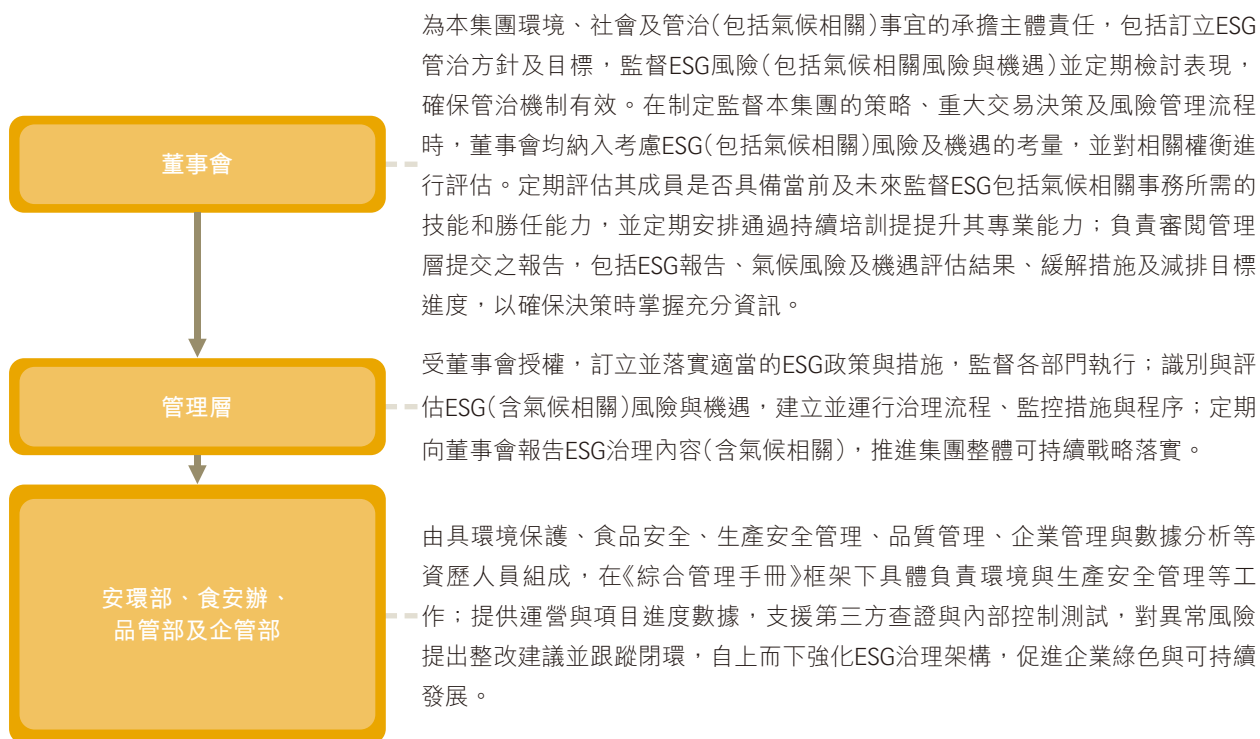 董事會
為本集團環境、社會及管治(包括氣候相關)事宜的承擔主體責任，包括訂立ESG
管治方針及目標，監督ESG風險(包括氣候相關風險與機遇)並定期檢討表現，
確保管治機制有效。在制定監督本集團的策略、重大交易決策及風險管理流程
時，董事會均納入考慮ESG(包括氣候相關)風險及機遇的考量，並對相關權衡進
行評估。定期評估其成員是否具備當前及未來監督ESG包括氣候相關事務所需的
技能和勝任能力，並定期安排通過持續培訓提提升其專業能力；負責審閱管理
層提交之報告，包括ESG報告、氣候風險及機遇評估結果、緩解措施及減排目標
進度，以確保決策時掌握充分資訊。
管理層
受董事會授權，訂立並落實適當的ESG政策與措施，監督各部門執行；識別與評
估ESG(含氣候相關)風險與機遇，建立並運行治理流程、監控措施與程序；定期
向董事會報告ESG治理內容(含氣候相關)，推進集團整體可持續戰略落實。
安環部、食安辦、
品管部及企管部
由具環境保護、食品安全、生產安全管理、品質管理、企業管理與數據分析等
資歷人員組成，在《綜合管理手冊》框架下具體負責環境與生產安全管理等工
作；提供運營與項目進度數據，支援第三方查證與內部控制測試，對異常風險
提出整改建議並跟蹤閉環，自上而下強化ESG治理架構，促進企業綠色與可持續
發展。